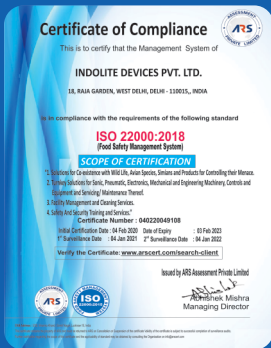 Certificate of Compliance
ASSESSMENT
ARS
PRIVATE LIMITED
This is to certify that the Management System of
INDOLITE DEVICES PVT. LTD.
18, RAJA GARDEN, WEST DELHI, DELHI - 110015,, INDIA
is in compliance with the requirements of the following standard
ISO 22000:2018
(Food Safety Management System)
SCOPE OF CERTIFICATION
"1. Solutions for Co-existence with Wild Life, Avian Species, Simians and Products for Controlling their Menace.
2. Turnkey Solutions for Sonic, Pneumatic, Electronics, Mechanical and Engineering Machinery, Controls and
Equipment and Servicing/ Maintenance Thereof.
3. Facility Management and Cleaning Services.
4. Safety And Security Training and Services."
Certificate Number : 040220049108
Initial Certification Date : 04 Feb 2020 Date of Expiry : 03 Feb 2023
1st Surveillance Date : 04 Jan 2021 2nd Surveillance Date : 04 Jan 2022
Verify the Certificate: www.arscert.com/search-client
Issued by ARS Assessment Private Limited
Abhishek Mishra
Managing Director
ARS
ISO